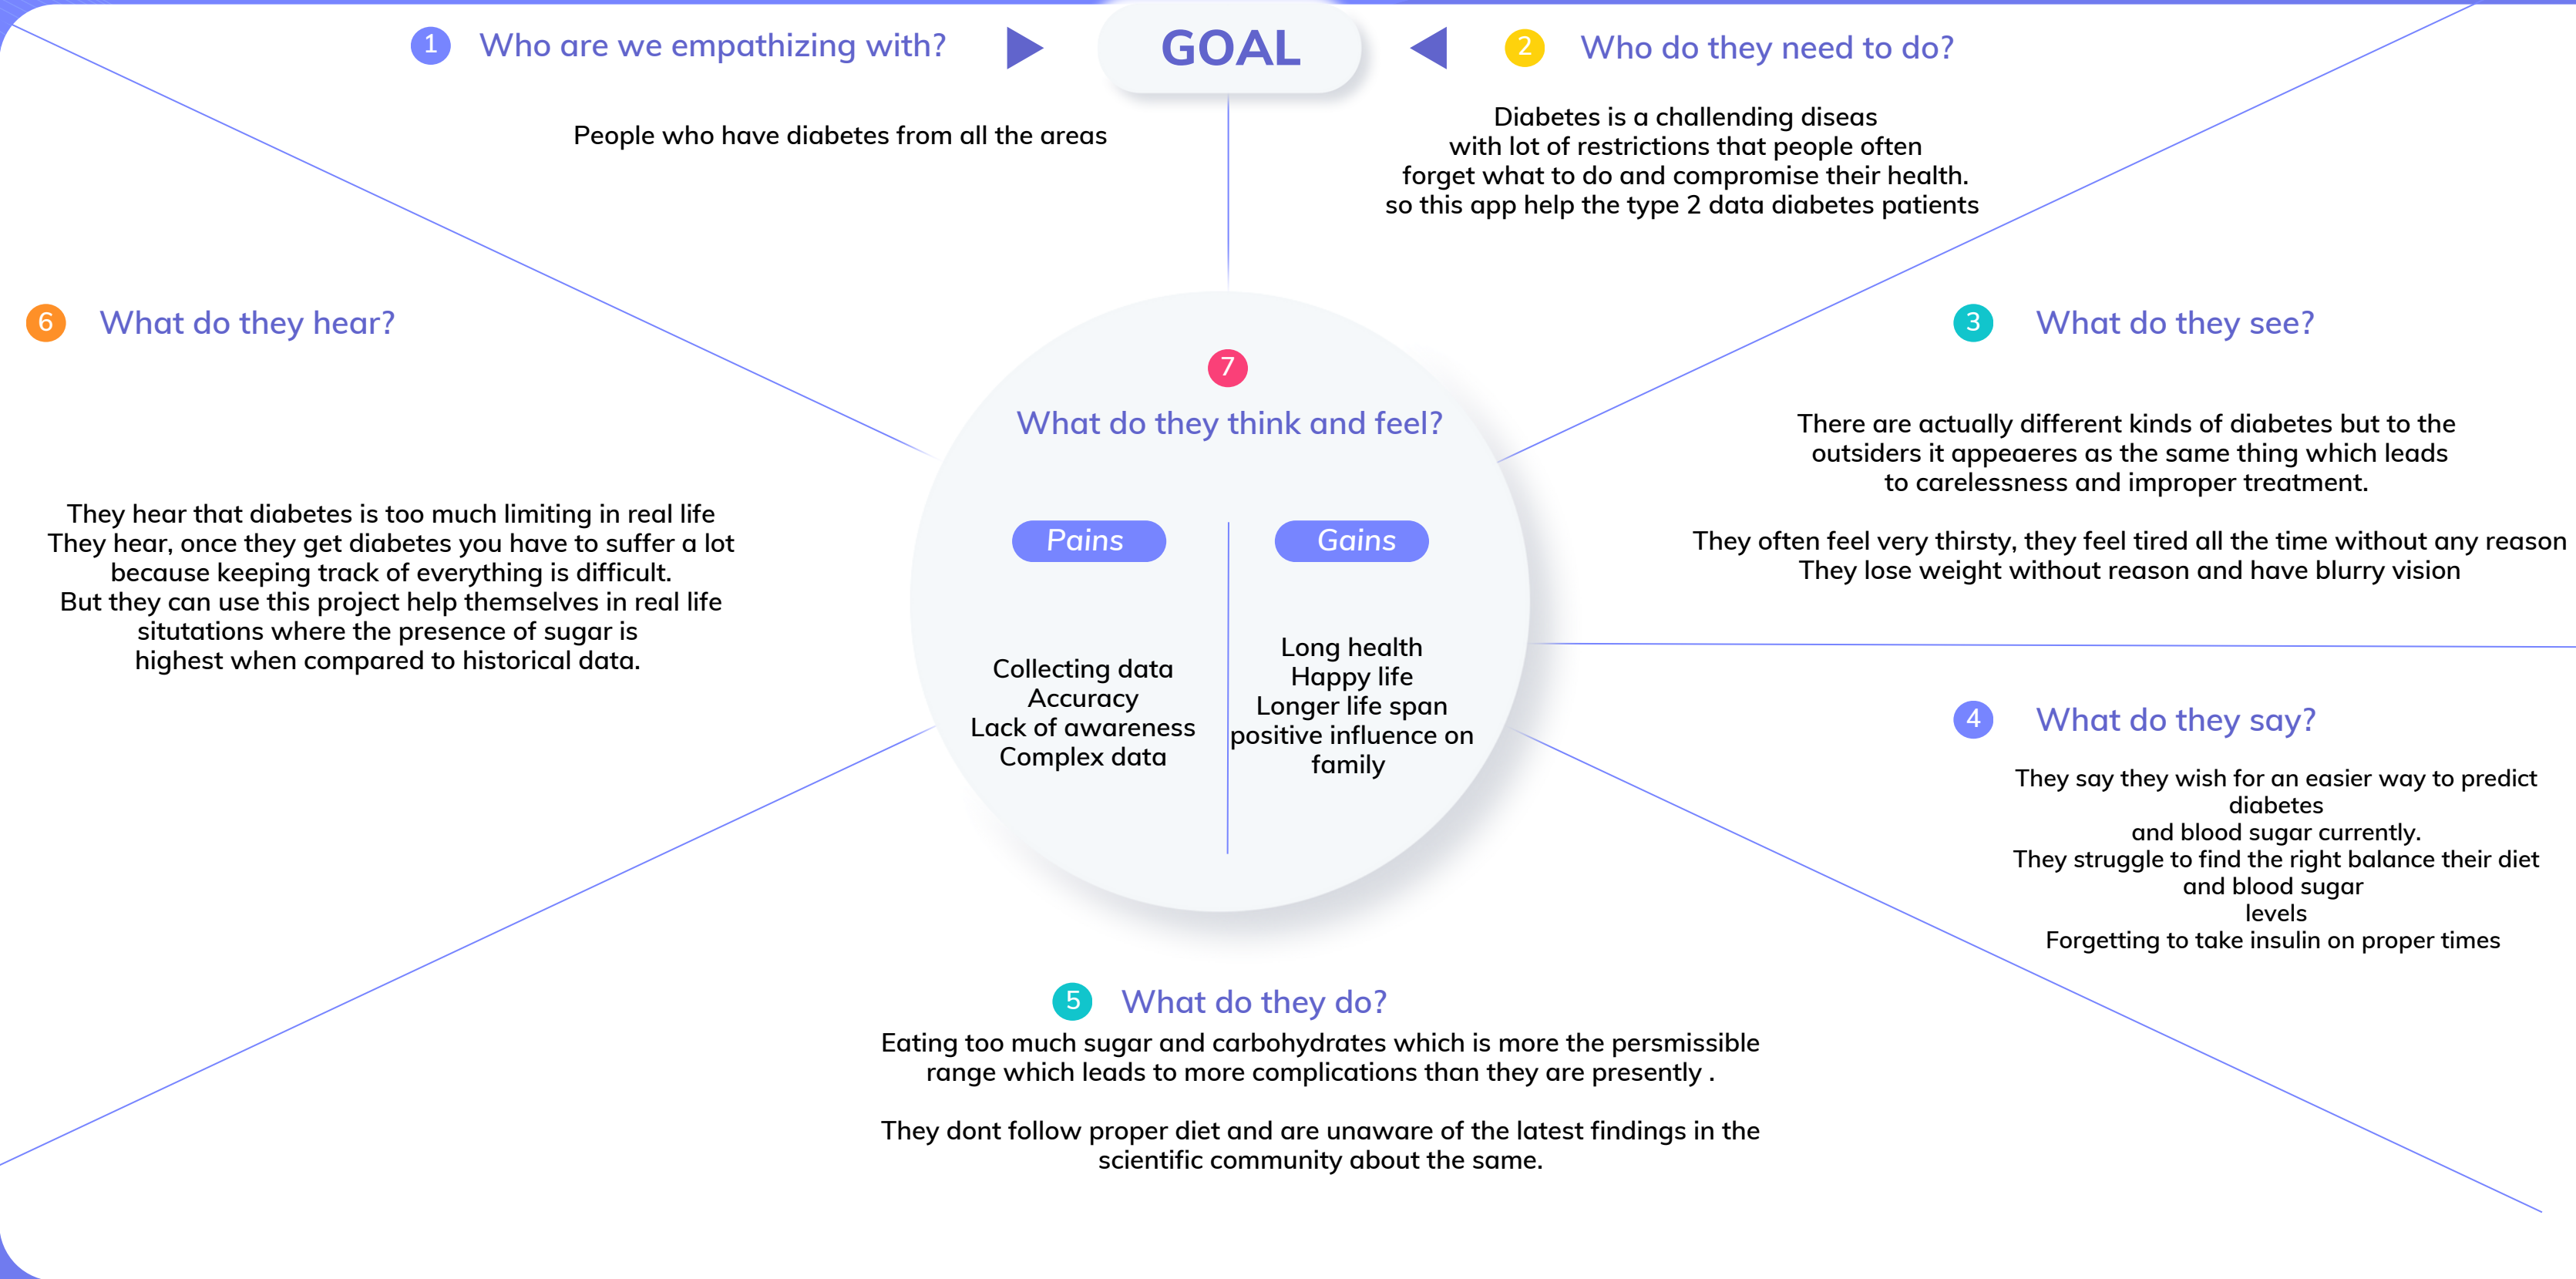 1
Who are we empathizing with?
GOAL
2
Who do they need to do?
People who have diabetes from all the areas
Diabetes is a challending diseas
with lot of restrictions that people often
forget what to do and compromise their health.
so this app help the type 2 data diabetes patients
3
What do they see?
There are actually different kinds of diabetes but to the
outsiders it appeaeres as the same thing which leads
to carelessness and improper treatment.
They often feel very thirsty, they feel tired all the time without any reason
They lose weight without reason and have blurry vision
4
What do they say?
They say they wish for an easier way to predict
diabetes
and blood sugar currently.
They struggle to find the right balance their diet
and blood sugar
levels
Forgetting to take insulin on proper times
5
What do they do?
Eating too much sugar and carbohydrates which is more the persmissible
range which leads to more complications than they are presently .
They dont follow proper diet and are unaware of the latest findings in the
scientific community about the same.
6
What do they hear?
They hear that diabetes is too much limiting in real life
They hear, once they get diabetes you have to suffer a lot
because keeping track of everything is difficult.
But they can use this project help themselves in real life
situtations where the presence of sugar is
highest when compared to historical data.
7
What do they think and feel?
Pains
Collecting data
Accuracy
Lack of awareness
Complex data
Gains
Long health
Happy life
Longer life span
positive influence on
family